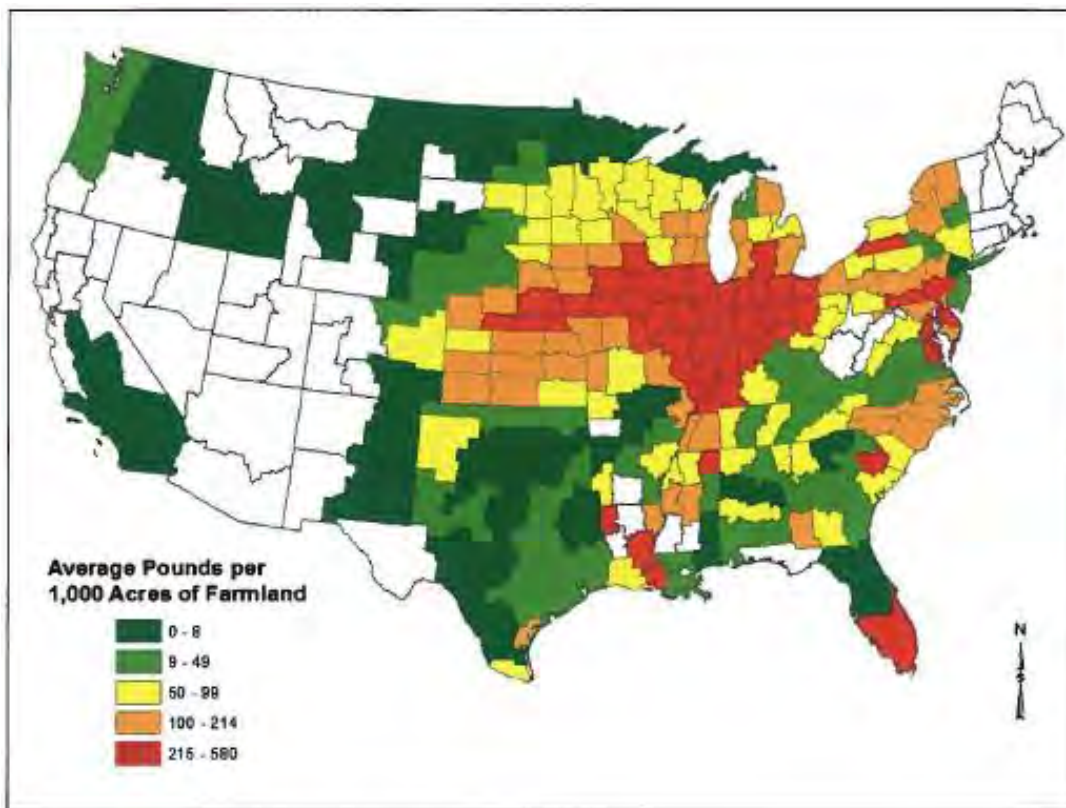 Average Pounds per
1,000 Acres of Farmland
0 - 8
9 - 49
50 - 99
100 - 214
215 - 580
N
S